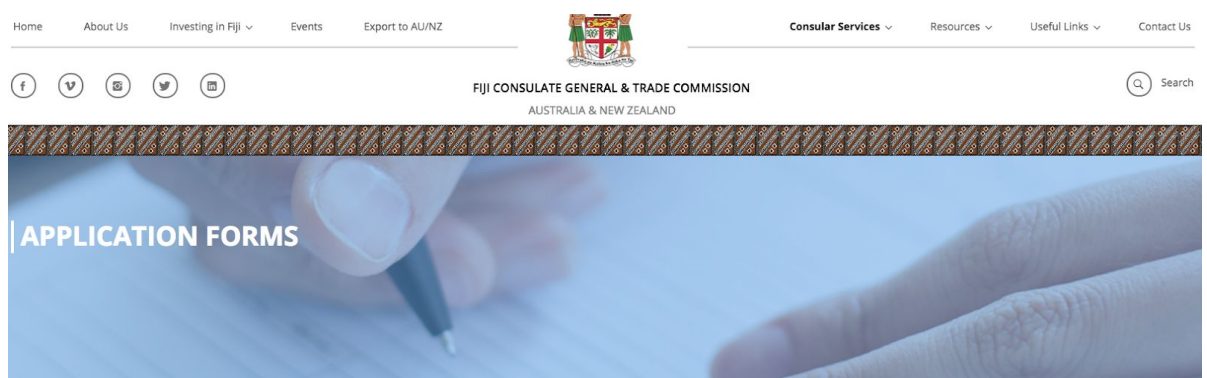 Home About Us Investing in Fiji Events Export to AU/NZ Consular Services Resources Useful Links Contact Us
Search
FIJI CONSULATE GENERAL & TRADE COMMISSION
AUSTRALIA & NEW ZEALAND
APPLICATION FORMS